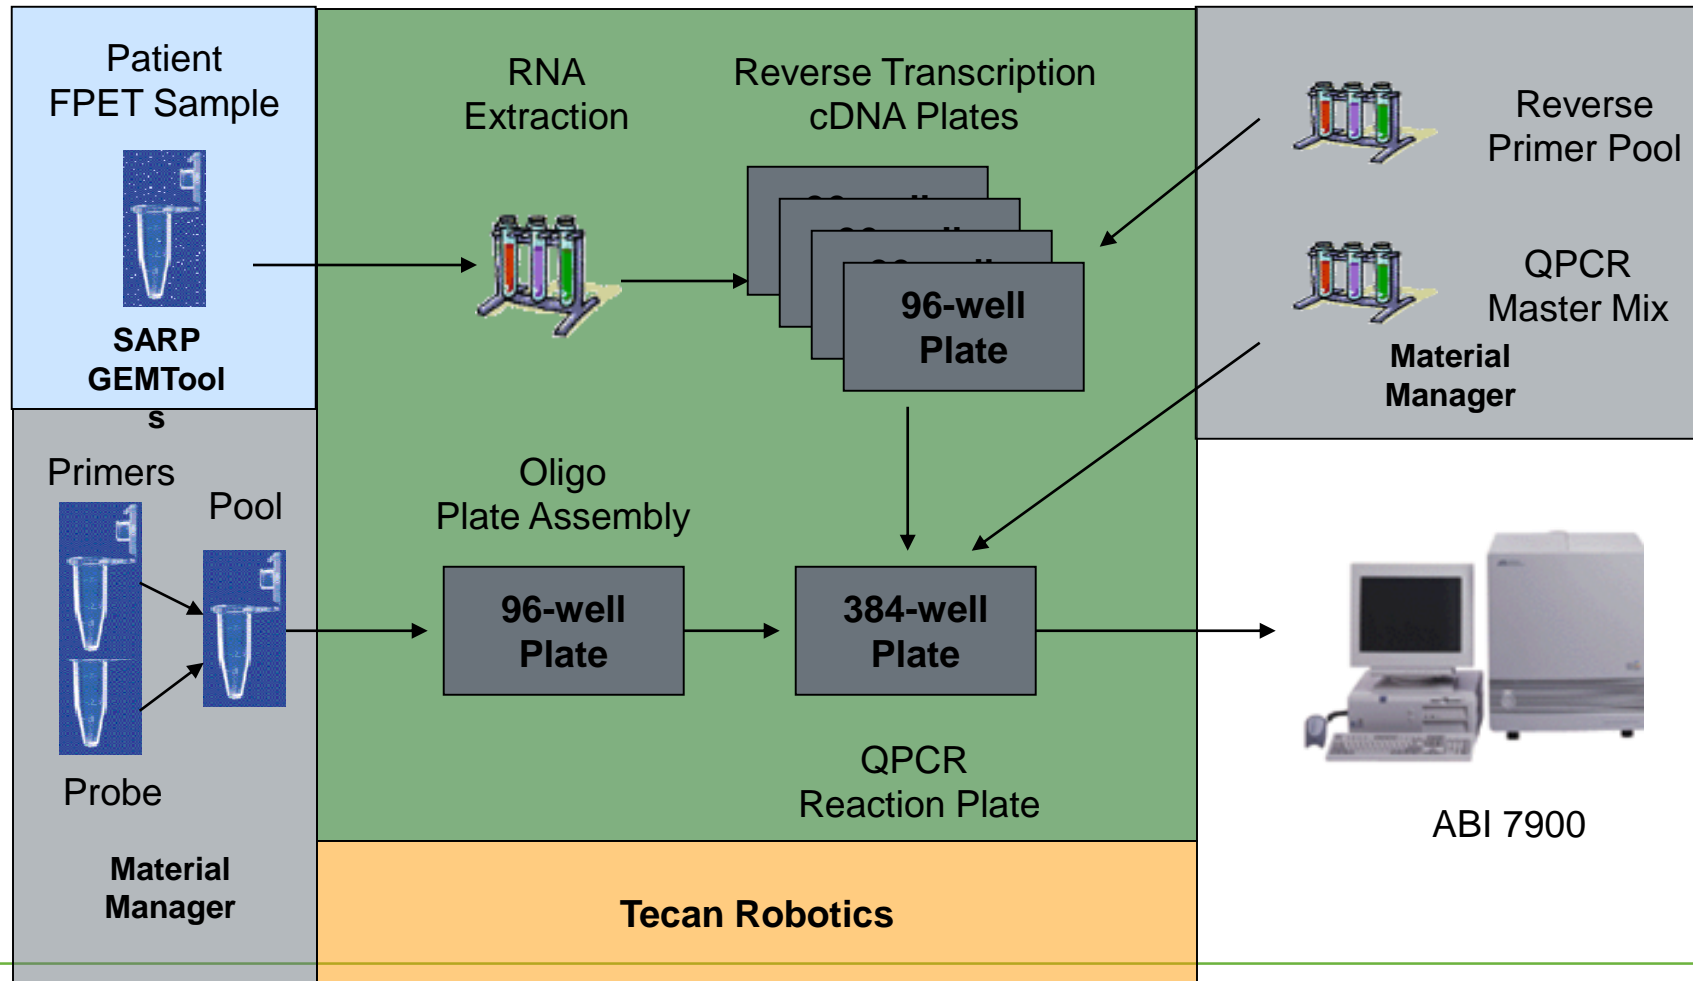 Patient
FPET Sample
SARP
GEMTool
s
RNA
Extraction
Reverse Transcription
cDNA Plates
96-well
Plate
Reverse
Primer Pool
QPCR
Master Mix
Material
Manager
Primers
Pool
Probe
Material
Manager
Oligo
Plate Assembly
96-well
Plate
384-well
Plate
QPCR
Reaction Plate
ABI 7900
Tecan Robotics